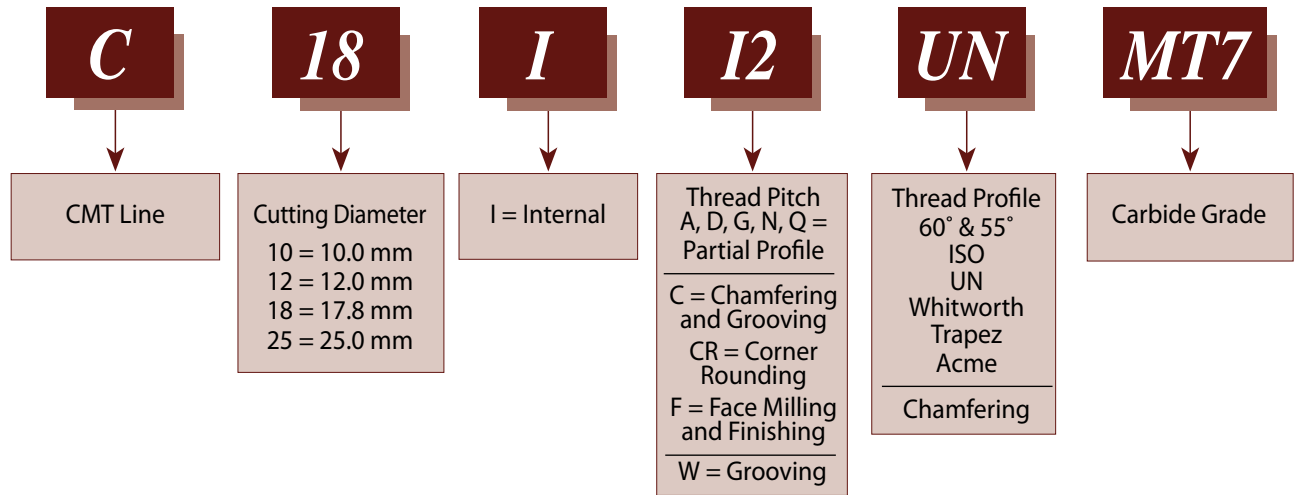 C
18
I
I2
UN
MT7
CMT Line
Cutting Diameter
10 = 10.0 mm
12 = 12.0 mm
18 = 17.8 mm
25 = 25.0 mm
I = Internal
Thread Pitch
A, D, G, N, Q =
Partial Profile
C = Chamfering
and Grooving
CR = Corner
Rounding
F = Face Milling
and Finishing
W = Grooving
Thread Profile
60˚ & 55˚
ISO
UN
Whitworth
Trapez
Acme
Chamfering
Carbide Grade